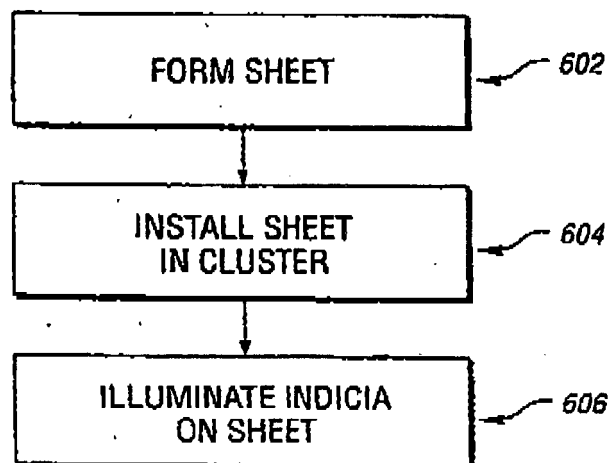 FORM SHEET
602
INSTALL SHEET
IN CLUSTER
604
ILLUMINATE INDICIA
ON SHEET
606